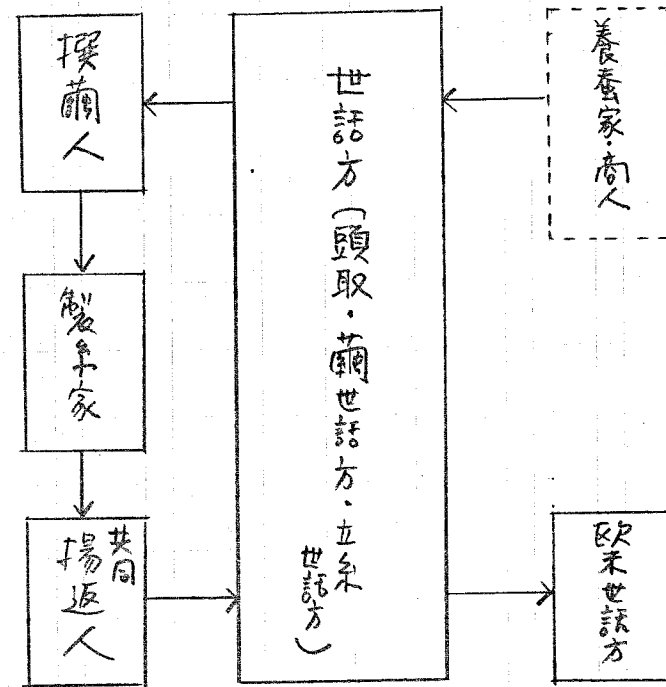 養蚕家・商人
欧米世話方
世話方(頭取・繭世話方・立糸
世話方)
撰繭人
製糸家
共同
揚返人